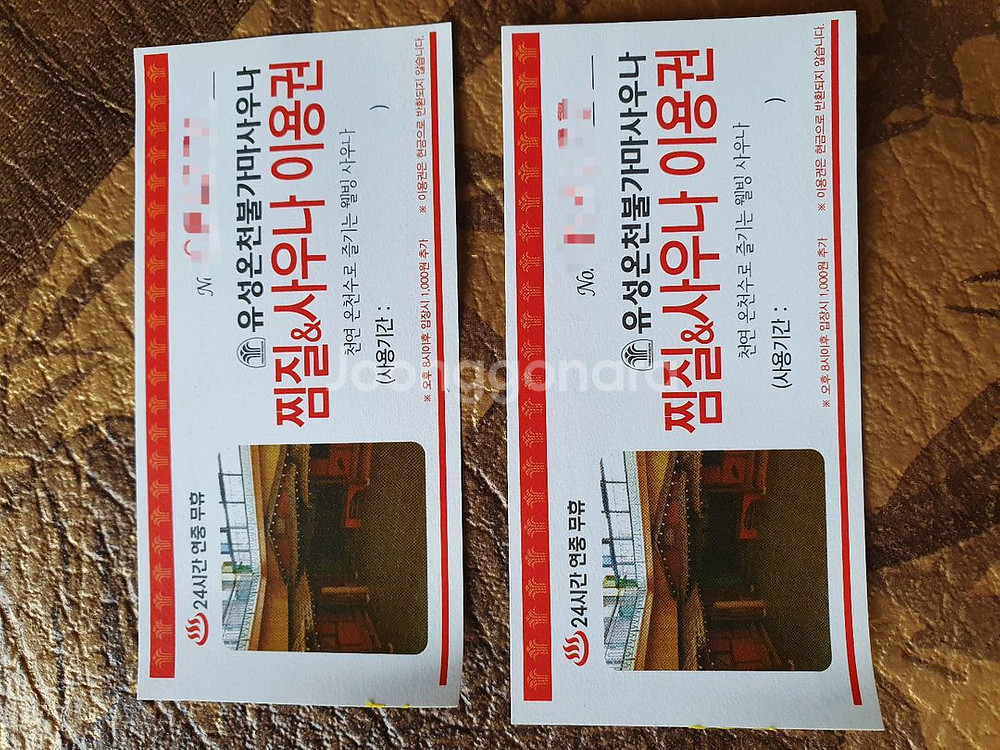 24시간 연중 무휴
No.
유성온천불가마사우나
찜질&사우나 이용권
천연 온천수로 즐기는 웰빙 사우나
(사용기간 : )
※ 오후 8시이후 입장시 1,000원 추가 ※ 이용권은 현금으로 반환되지 않습니다.
24시간 연중 무휴
No.
유성온천불가마사우나
찜질&사우나 이용권
천연 온천수로 즐기는 웰빙 사우나
(사용기간 : )
※ 오후 8시이후 입장시 1,000원 추가 ※ 이용권은 현금으로 반환되지 않습니다.
Joonggonara